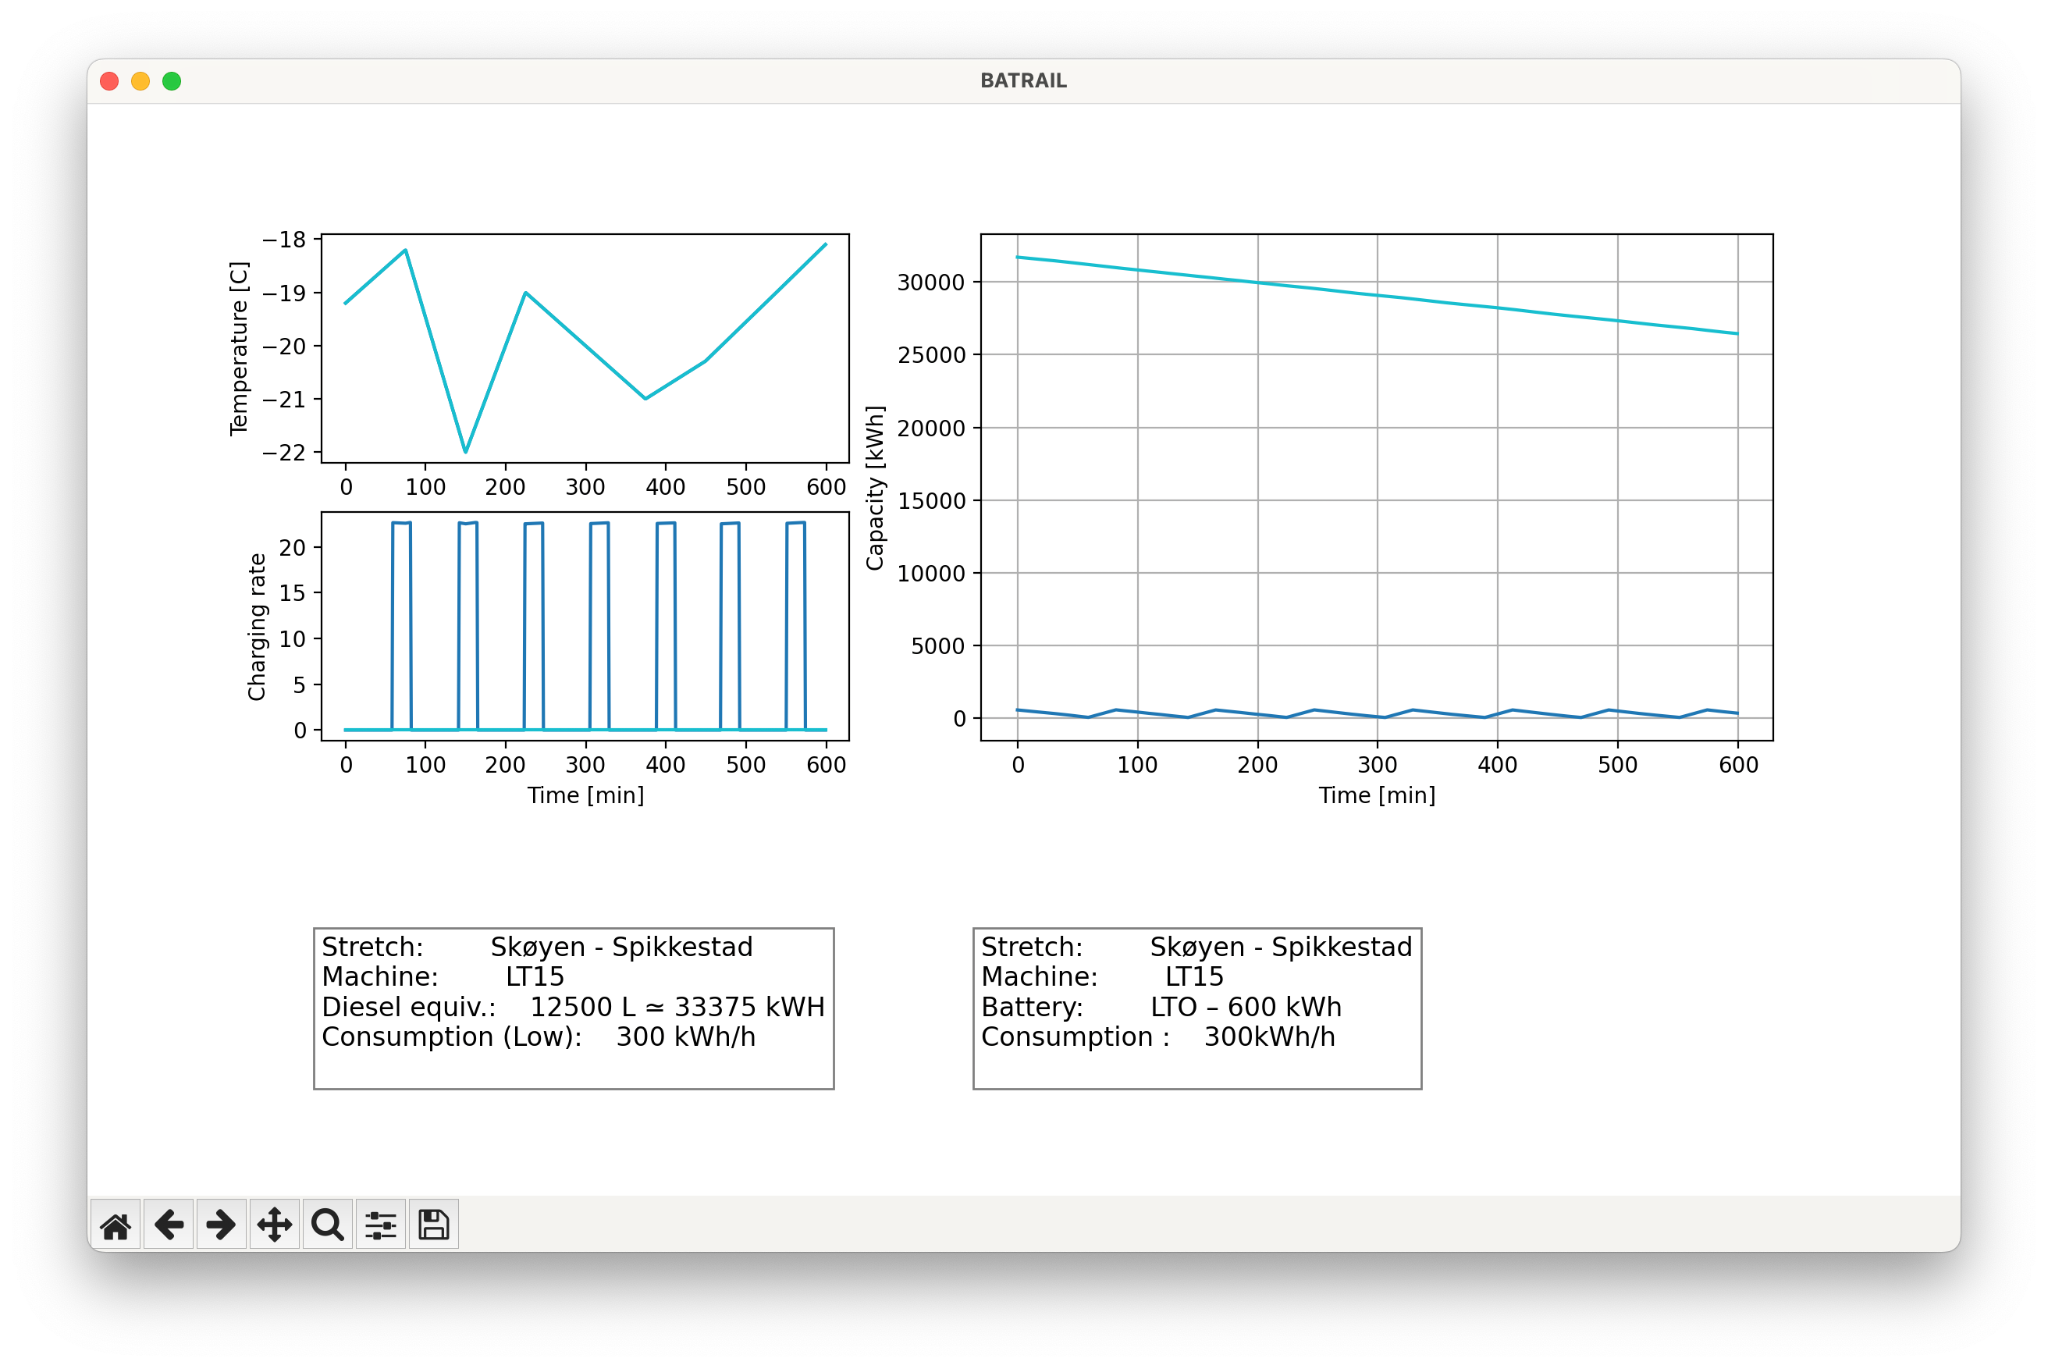 BATRAIL
Temperature [C]
−18
−19
−20
−21
−22
0 100 200 300 400 500 600
Charging rate
20
15
10
5
0
0 100 200 300 400 500 600
Time [min]
Capacity [kWh]
30000
25000
20000
15000
10000
5000
0
0 100 200 300 400 500 600
Time [min]
Stretch: Skøyen - Spikkestad
Machine: LT15
Diesel equiv.: 12500 L ≃ 33375 kWH
Consumption (Low): 300 kWh/h
Stretch: Skøyen - Spikkestad
Machine: LT15
Battery: LTO – 600 kWh
Consumption : 300kWh/h